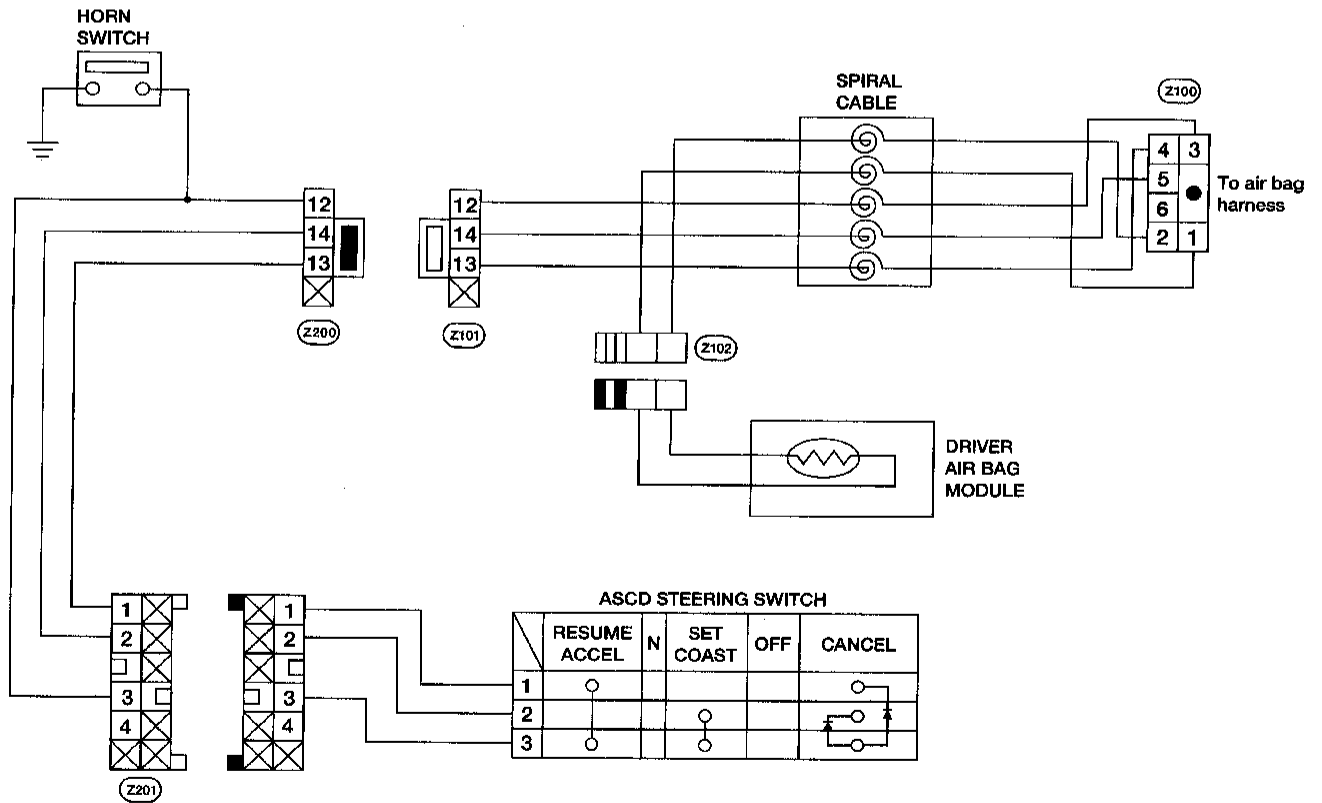 HORN
SWITCH
SPIRAL
CABLE
Z100
4 3
5
6
2 1
To air bag
harness
12
14
13
Z200
12
14
13
Z101
Z102
DRIVER
AIR BAG
MODULE
1
2
3
4
Z201
1
2
3
4
ASCD STEERING SWITCH
RESUME
ACCEL
N
SET
COAST
OFF
CANCEL
1
2
3